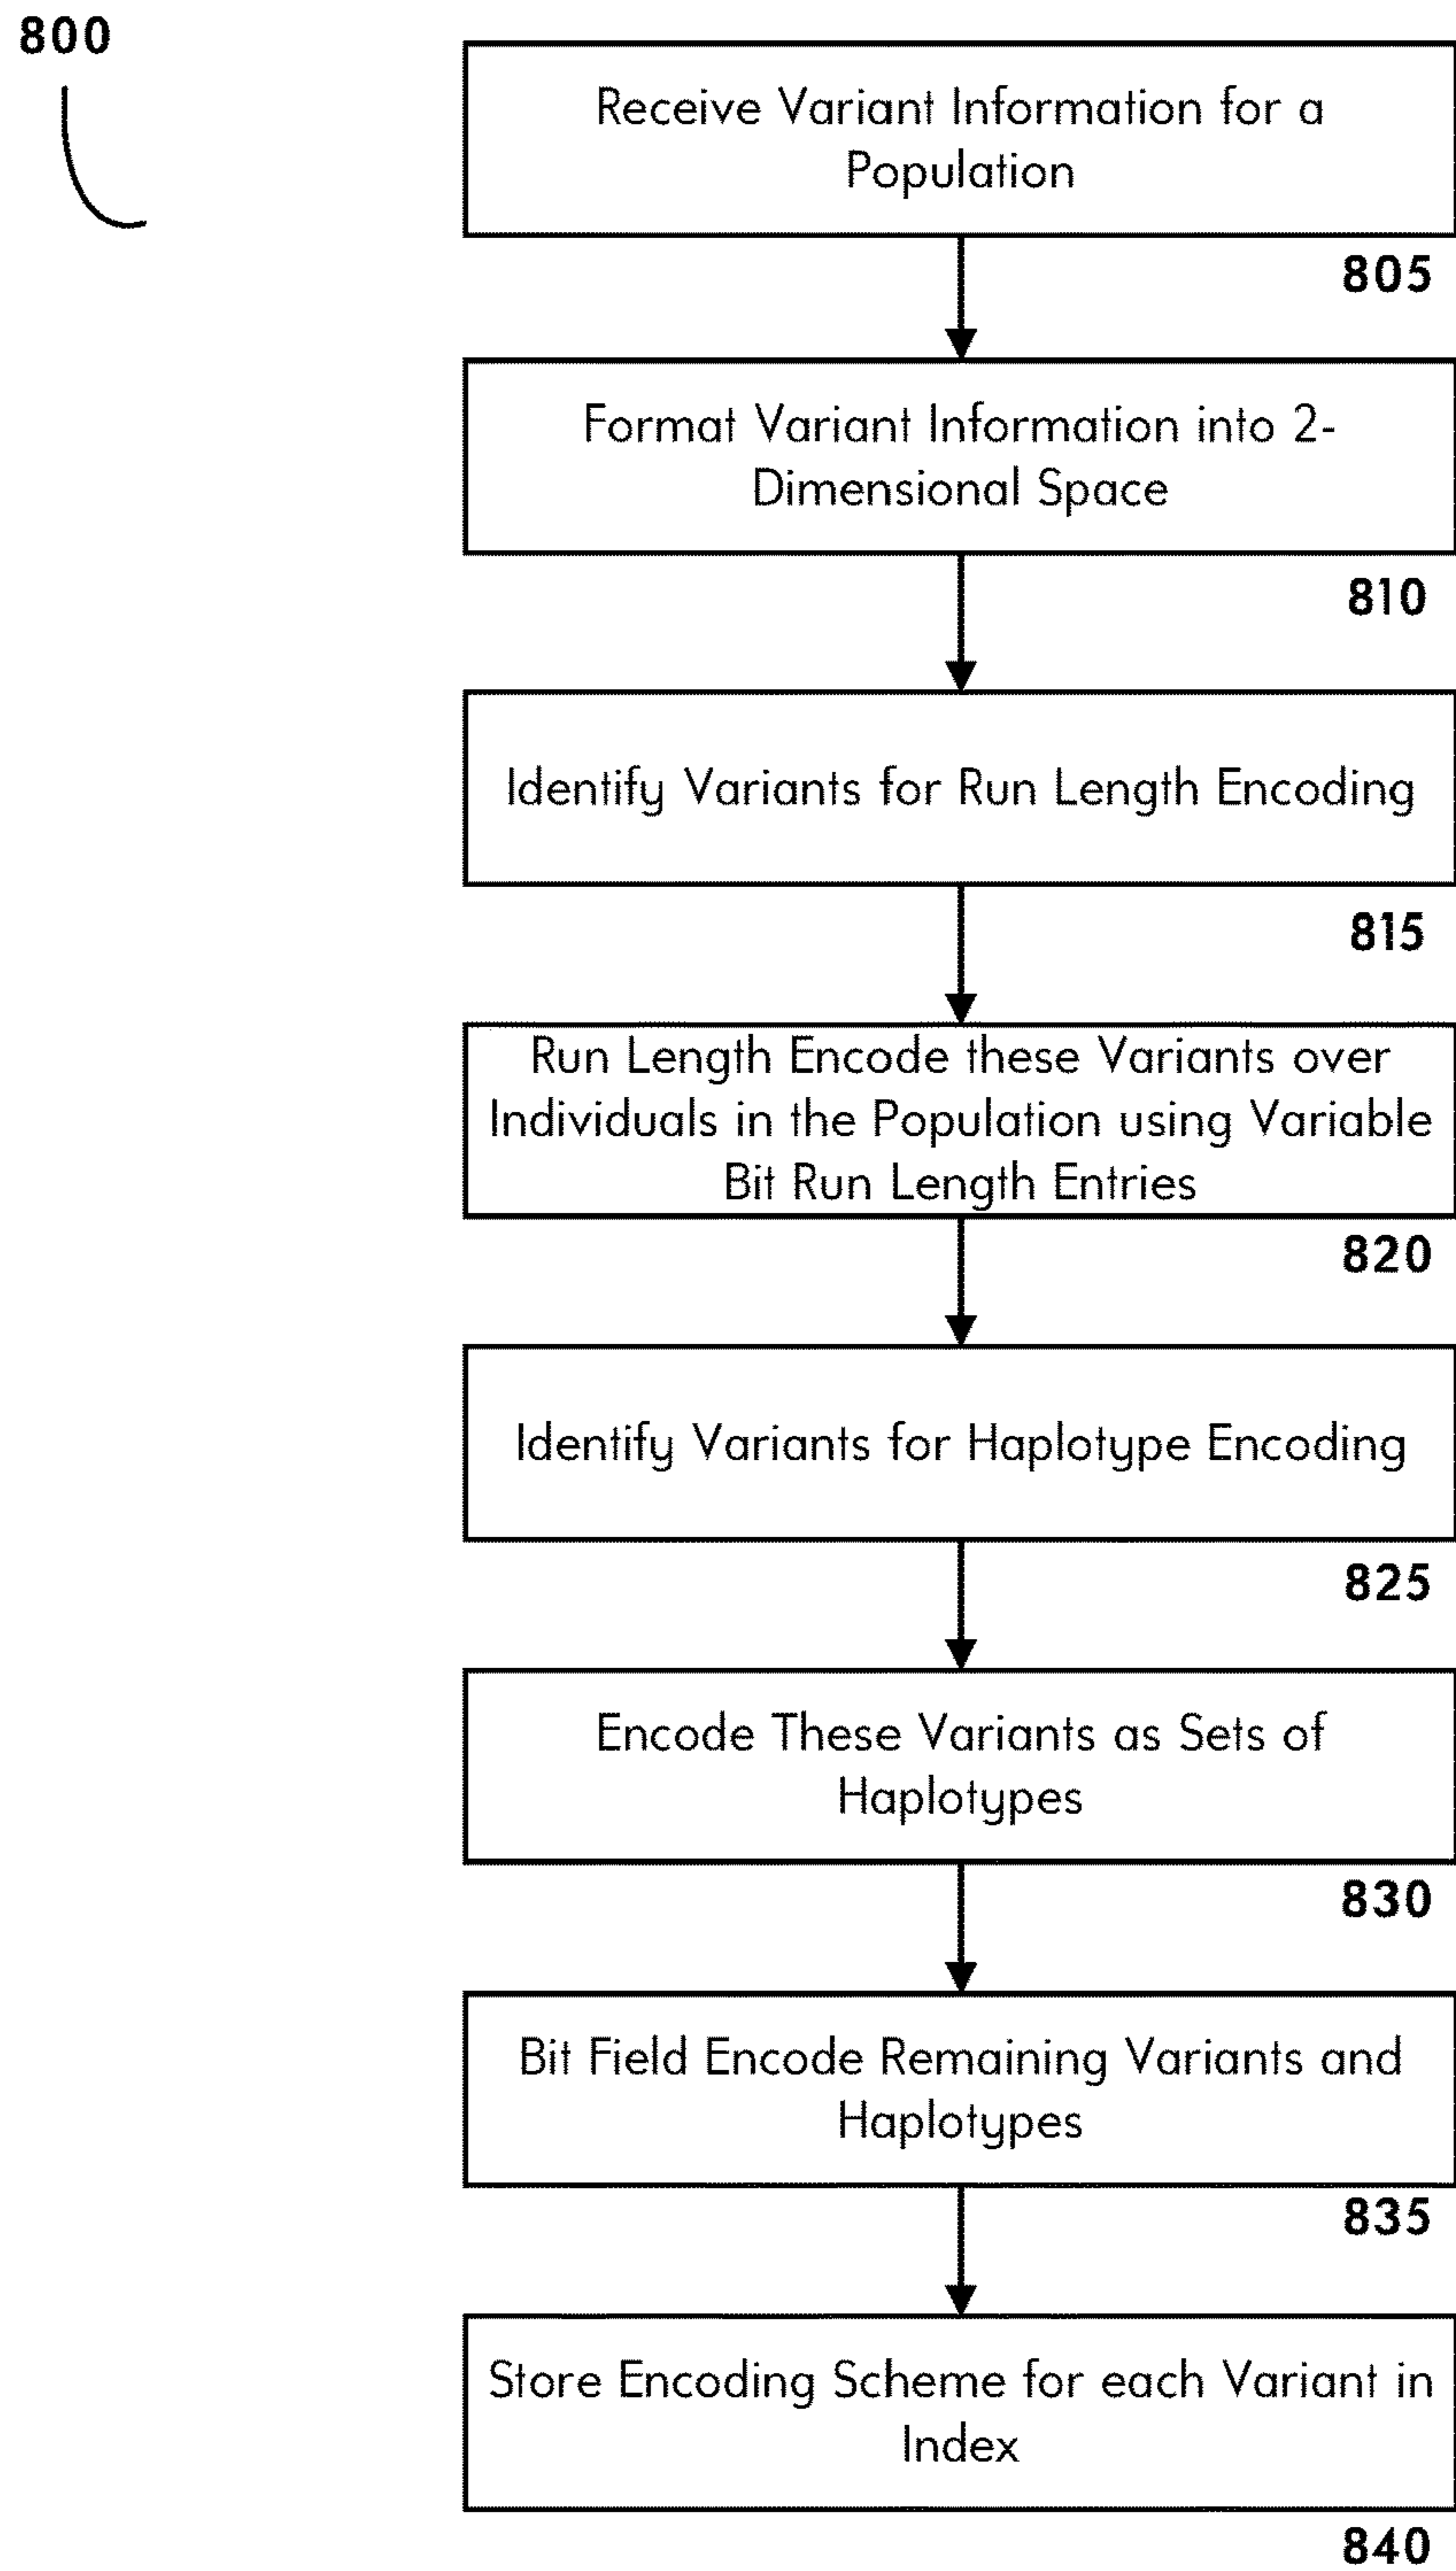 800
Receive Variant Information for a
Population
805
Format Variant Information into 2-
Dimensional Space
810
Identify Variants for Run Length Encoding
815
Run Length Encode these Variants over
Individuals in the Population using Variable
Bit Run Length Entries
820
Identify Variants for Haplotype Encoding
825
Encode These Variants as Sets of
Haplotypes
830
Bit Field Encode Remaining Variants and
Haplotypes
835
Store Encoding Scheme for each Variant in
Index
840